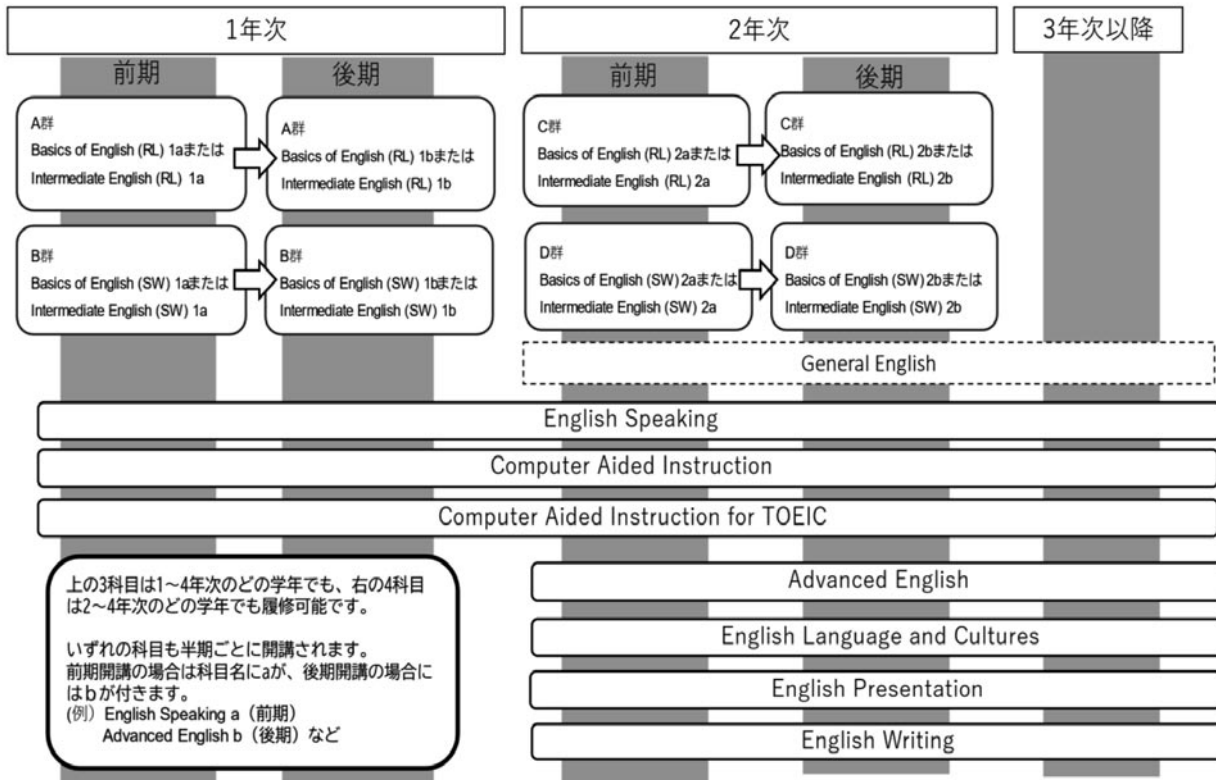 1年次
2年次
3年次以降
前期
後期
前期
後期
A群
Basics of English (RL) 1aまたは
Intermediate English (RL) 1a
A群
Basics of English (RL) 1bまたは
Intermediate English (RL) 1b
C群
Basics of English (RL) 2aまたは
Intermediate English (RL) 2a
C群
Basics of English (RL) 2bまたは
Intermediate English (RL) 2b
B群
Basics of English (SW) 1aまたは
Intermediate English (SW) 1a
B群
Basics of English (SW) 1bまたは
Intermediate English (SW) 1b
D群
Basics of English (SW) 2aまたは
Intermediate English (SW) 2a
D群
Basics of English (SW) 2bまたは
Intermediate English (SW) 2b
General English
English Speaking
Computer Aided Instruction
Computer Aided Instruction for TOEIC
上の3科目は1〜4年次のどの学年でも、右の4科目
は2〜4年次のどの学年でも履修可能です。
いずれの科目も半期ごとに開講されます。
前期開講の場合は科目名にaが、後期開講の場合に
はbが付きます。
(例）English Speaking a（前期）
Advanced English b（後期）など
Advanced English
English Language and Cultures
English Presentation
English Writing